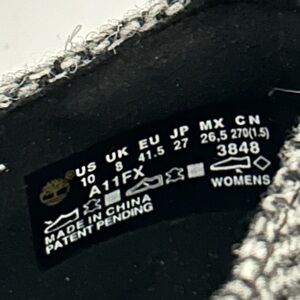 US UK EU JP MX CN
10 8 41.5 27 26.5 270(1.5)
A11FX 3848
WOMENS
MADE IN CHINA
PATENT PENDING